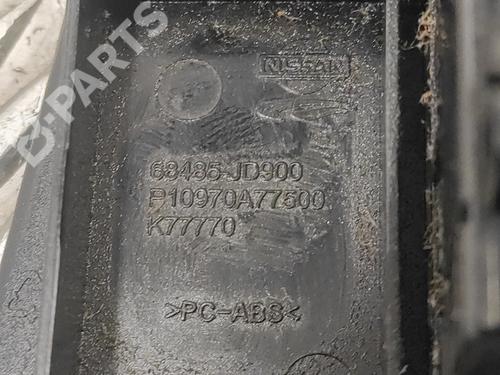 B-PARTS
NISSAN
68485-JD900
P10970A77500
K77770
>PC-ABS<